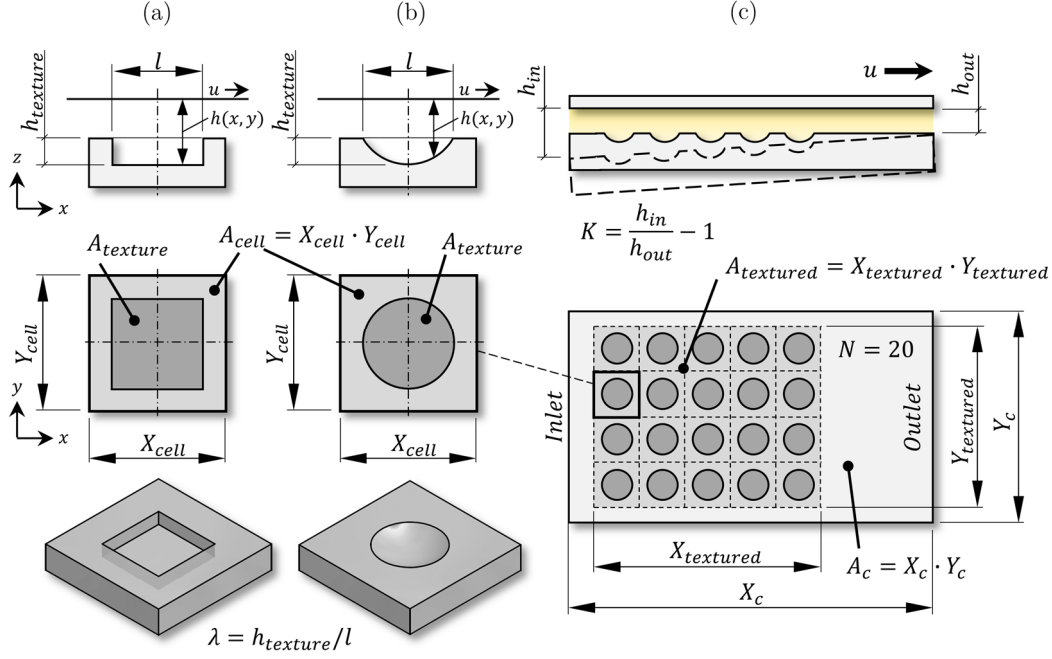 (a)
(b)
(c)
h_texture
l
u
h(x, y)
z
x
h_texture
l
u
h(x, y)
h_in
u
h_out
K = h_in / h_out − 1
A_texture
A_cell = X_cell · Y_cell
A_texture
A_textured = X_textured · Y_textured
Y_cell
y
x
X_cell
Y_cell
X_cell
N = 20
Inlet
Outlet
Y_textured
Y_c
X_textured
A_c = X_c · Y_c
X_c
λ = h_texture/l